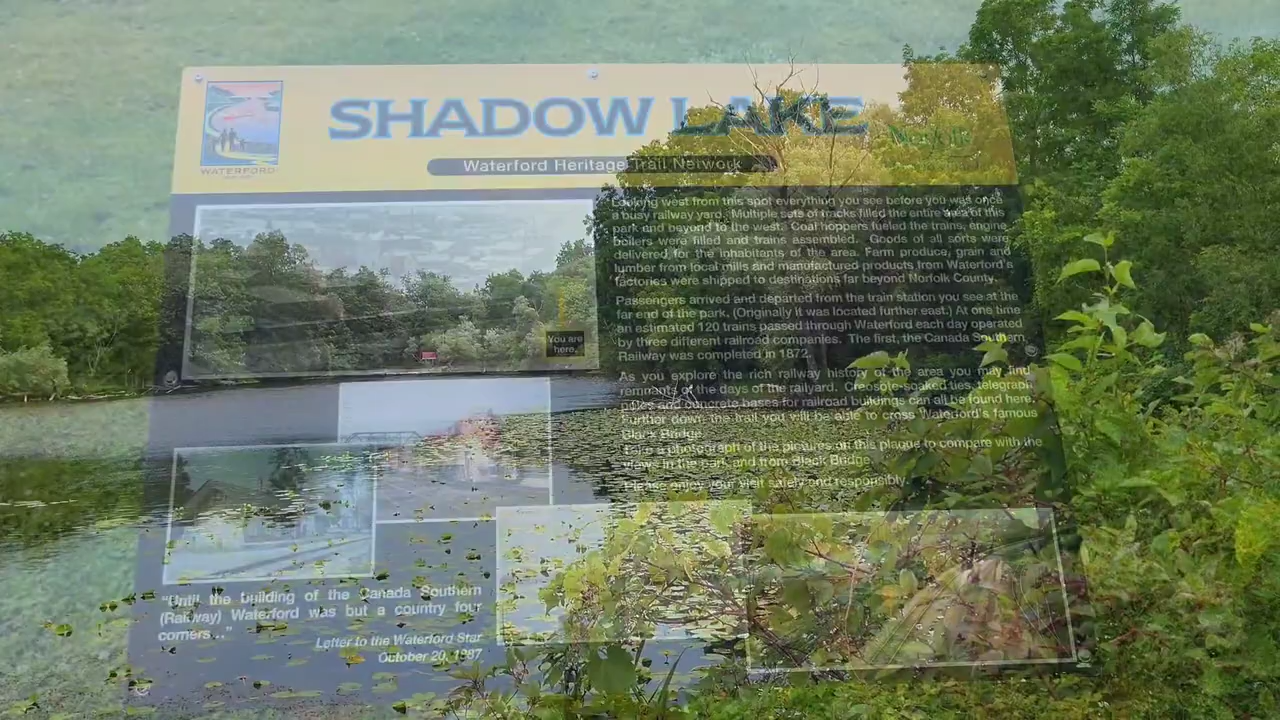 SHADOW LAKE
WATERFORD
Waterford Heritage Trail Network
Looking west from this spot everything you see before you was once
a busy railway yard. Multiple sets of tracks filled the entire area of this
park and beyond to the west. Coal hoppers fueled the trains, engine
boilers were filled and trains assembled. Goods of all sorts were
delivered for the inhabitants of the area. Farm produce, grain and
lumber from local mills and manufactured products from Waterford's
factories were shipped to destinations far beyond Norfolk County.
Passengers arrived and departed from the train station you see at the
far end of the park. (Originally it was located further east.) At one time
an estimated 120 trains passed through Waterford each day operated
by three different railroad companies. The first, the Canada Southern
Railway was completed in 1872.
As you explore the rich railway history of the area you may find
remnants of the days of the railyard. Creosote soaked ties, telegraph
poles and concrete bases for railroad buildings can all be found here.
Further down the trail you will be able to cross Waterford's famous
Black Bridge.
Take a photograph of the pictures on this plaque to compare with the
views in the park and from Black Bridge.
Please enjoy your visit safely and responsibly.
You are
here.
"Until the building of the Canada Southern
(Railway) Waterford was but a country four
corners..."
Letter to the Waterford Star
October 20, 1987